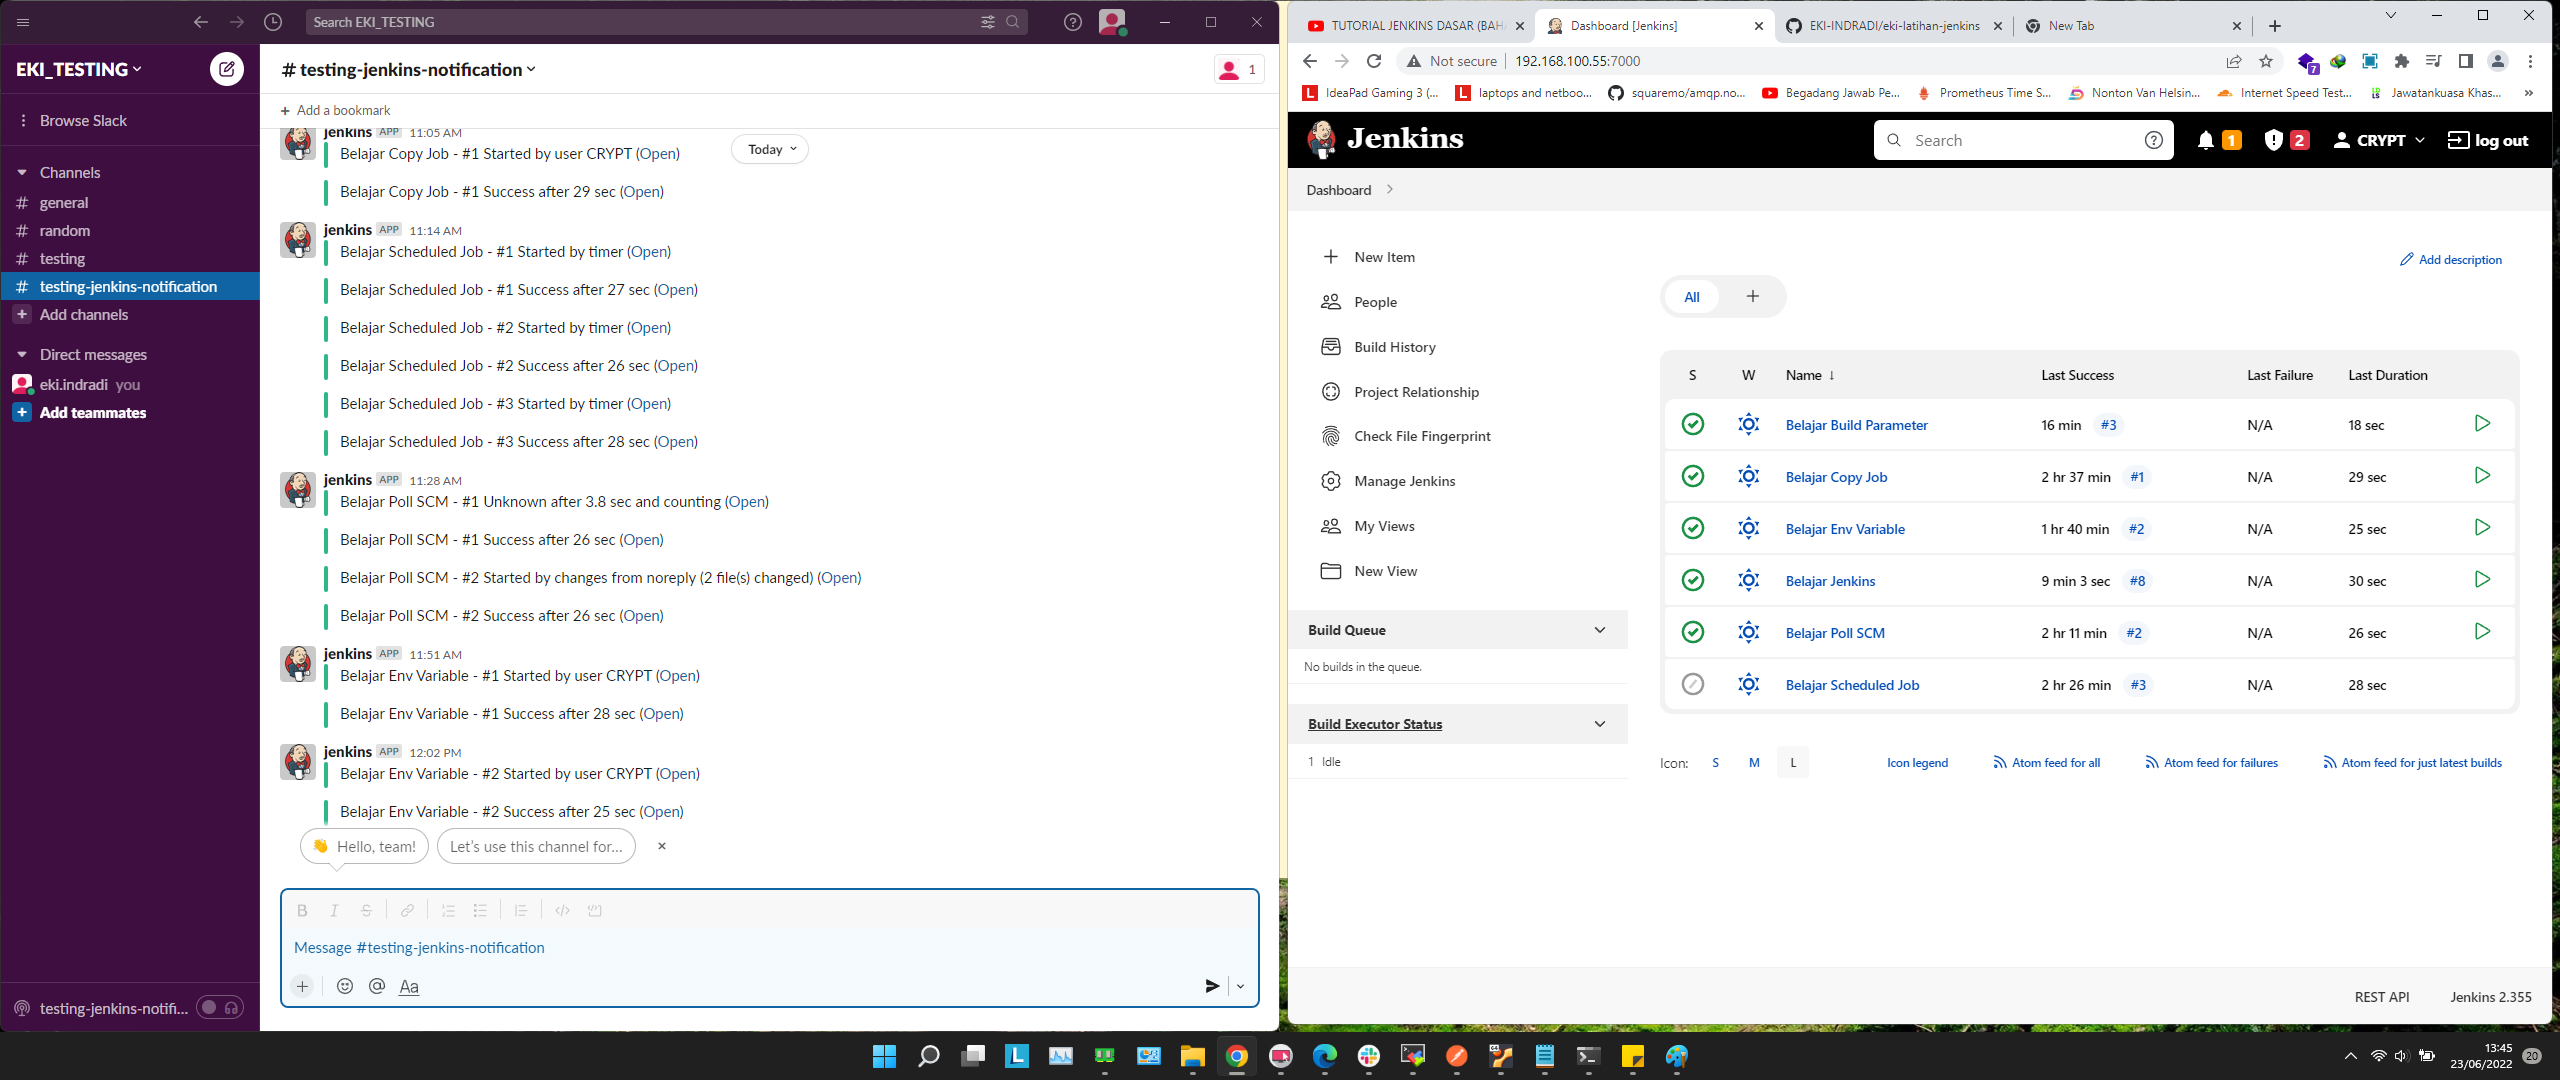 Search EKI_TESTING
EKI_TESTING
Browse Slack
Channels
# general
# random
# testing
# testing-jenkins-notification
+ Add channels
Direct messages
eki.indradi you
+ Add teammates
testing-jenkins-notifi...
# testing-jenkins-notification
1
+ Add a bookmark
Today
jenkins APP 11:05 AM
Belajar Copy Job - #1 Started by user CRYPT (Open)
Belajar Copy Job - #1 Success after 29 sec (Open)
jenkins APP 11:14 AM
Belajar Scheduled Job - #1 Started by timer (Open)
Belajar Scheduled Job - #1 Success after 27 sec (Open)
Belajar Scheduled Job - #2 Started by timer (Open)
Belajar Scheduled Job - #2 Success after 26 sec (Open)
Belajar Scheduled Job - #3 Started by timer (Open)
Belajar Scheduled Job - #3 Success after 28 sec (Open)
jenkins APP 11:28 AM
Belajar Poll SCM - #1 Unknown after 3.8 sec and counting (Open)
Belajar Poll SCM - #1 Success after 26 sec (Open)
Belajar Poll SCM - #2 Started by changes from noreply (2 file(s) changed) (Open)
Belajar Poll SCM - #2 Success after 26 sec (Open)
jenkins APP 11:51 AM
Belajar Env Variable - #1 Started by user CRYPT (Open)
Belajar Env Variable - #1 Success after 28 sec (Open)
jenkins APP 12:02 PM
Belajar Env Variable - #2 Started by user CRYPT (Open)
Belajar Env Variable - #2 Success after 25 sec (Open)
👋 Hello, team! Let's use this channel for...
B I S
Message #testing-jenkins-notification
+ @ Aa
TUTORIAL JENKINS DASAR (BAHA
Dashboard [Jenkins]
EKI-INDRADI/eki-latihan-jenkins
New Tab
Not secure | 192.168.100.55:7000
7
IdeaPad Gaming 3 (...
laptops and netboo...
squaremo/amqp.no...
Begadang Jawab Pe...
Prometheus Time S...
Nonton Van Helsin...
Internet Speed Test...
Jawatankuasa Khas...
Jenkins
Search
1
2
CRYPT
log out
Dashboard
New Item
People
Build History
Project Relationship
Check File Fingerprint
Manage Jenkins
My Views
New View
Build Queue
No builds in the queue.
Build Executor Status
1 Idle
Add description
All +
S W Name ↓ Last Success Last Failure Last Duration
Belajar Build Parameter 16 min #3 N/A 18 sec
Belajar Copy Job 2 hr 37 min #1 N/A 29 sec
Belajar Env Variable 1 hr 40 min #2 N/A 25 sec
Belajar Jenkins 9 min 3 sec #8 N/A 30 sec
Belajar Poll SCM 2 hr 11 min #2 N/A 26 sec
Belajar Scheduled Job 2 hr 26 min #3 N/A 28 sec
Icon: S M L Icon legend Atom feed for all Atom feed for failures Atom feed for just latest builds
REST API Jenkins 2.355
13:45
23/06/2022
20